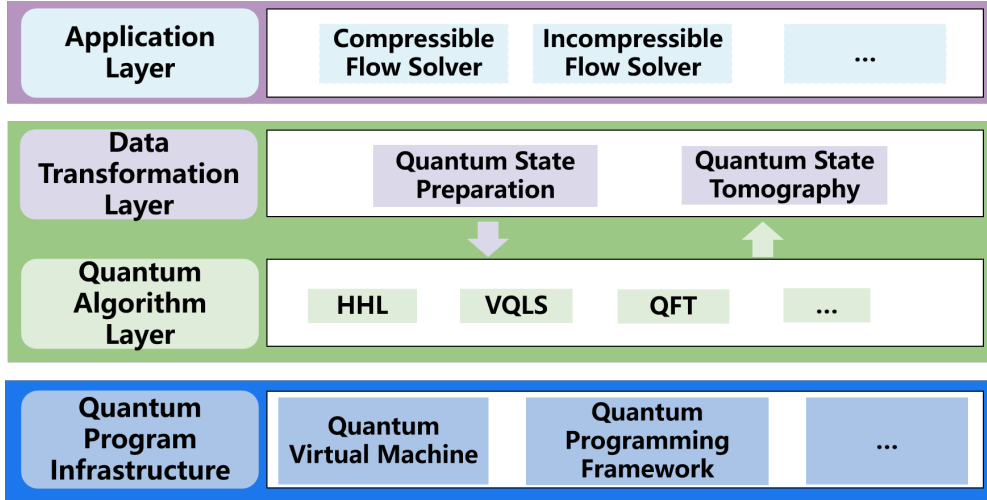 Application
Layer
Compressible
Flow Solver
Incompressible
Flow Solver
...
Data
Transformation
Layer
Quantum State
Preparation
Quantum State
Tomography
Quantum
Algorithm
Layer
HHL
VQLS
QFT
...
Quantum
Program
Infrastructure
Quantum
Virtual Machine
Quantum
Programming
Framework
...